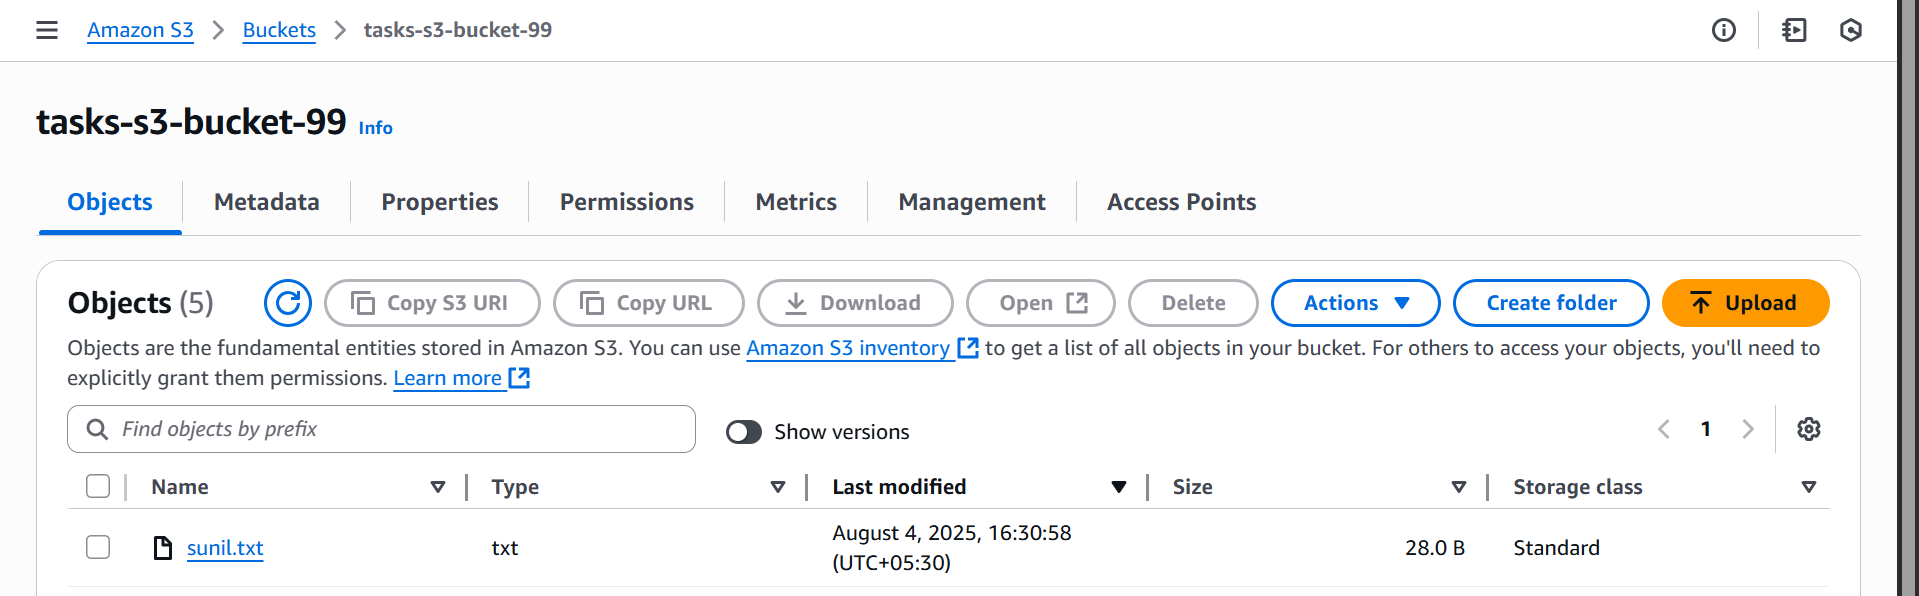 Amazon S3 > Buckets > tasks-s3-bucket-99
tasks-s3-bucket-99 Info
Objects Metadata Properties Permissions Metrics Management Access Points
Objects (5) Copy S3 URI Copy URL Download Open Delete Actions Create folder Upload
Objects are the fundamental entities stored in Amazon S3. You can use Amazon S3 inventory to get a list of all objects in your bucket. For others to access your objects, you'll need to
explicitly grant them permissions. Learn more
Find objects by prefix Show versions 1
Name Type Last modified Size Storage class
sunil.txt txt August 4, 2025, 16:30:58 (UTC+05:30) 28.0 B Standard